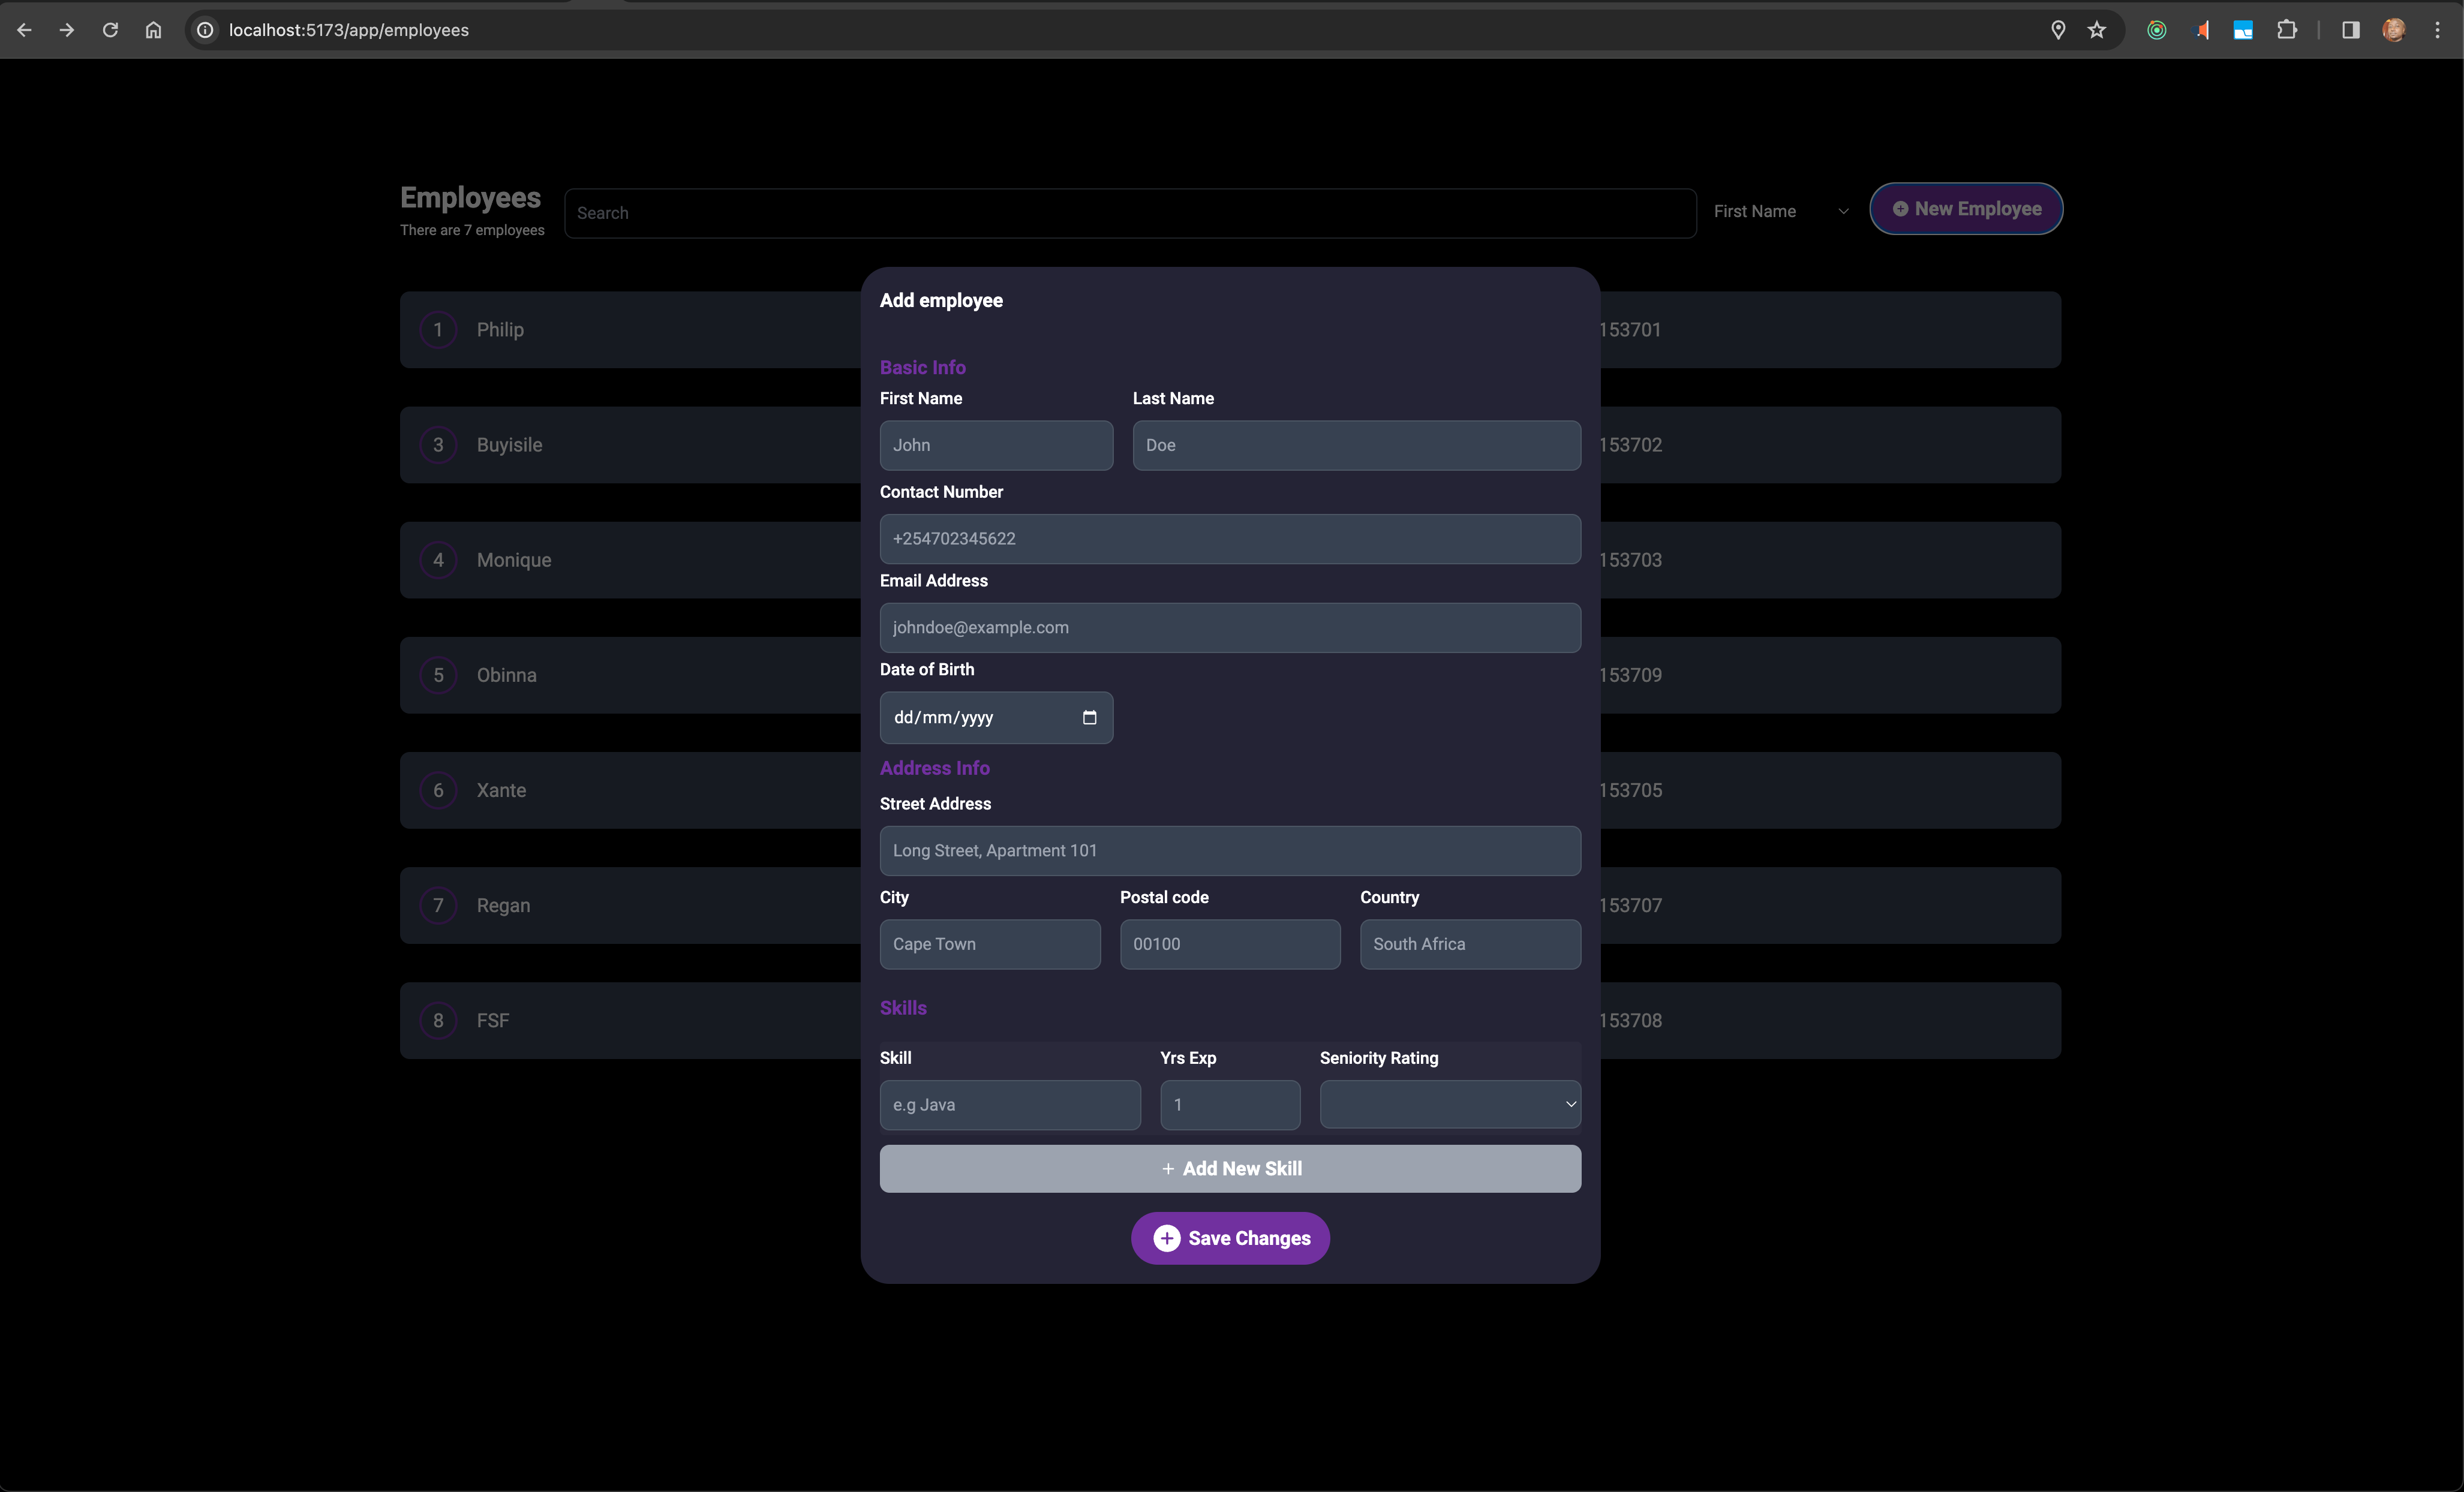 localhost:5173/app/employees
Employees
There are 7 employees
Search
First Name
New Employee
1 Philip 153701
3 Buyisile 153702
4 Monique 153703
5 Obinna 153709
6 Xante 153705
7 Regan 153707
8 FSF 153708
Add employee
Basic Info
First Name Last Name
John Doe
Contact Number
+254702345622
Email Address
johndoe@example.com
Date of Birth
dd/mm/yyyy
Address Info
Street Address
Long Street, Apartment 101
City Postal code Country
Cape Town 00100 South Africa
Skills
Skill Yrs Exp Seniority Rating
e.g Java 1
+ Add New Skill
Save Changes